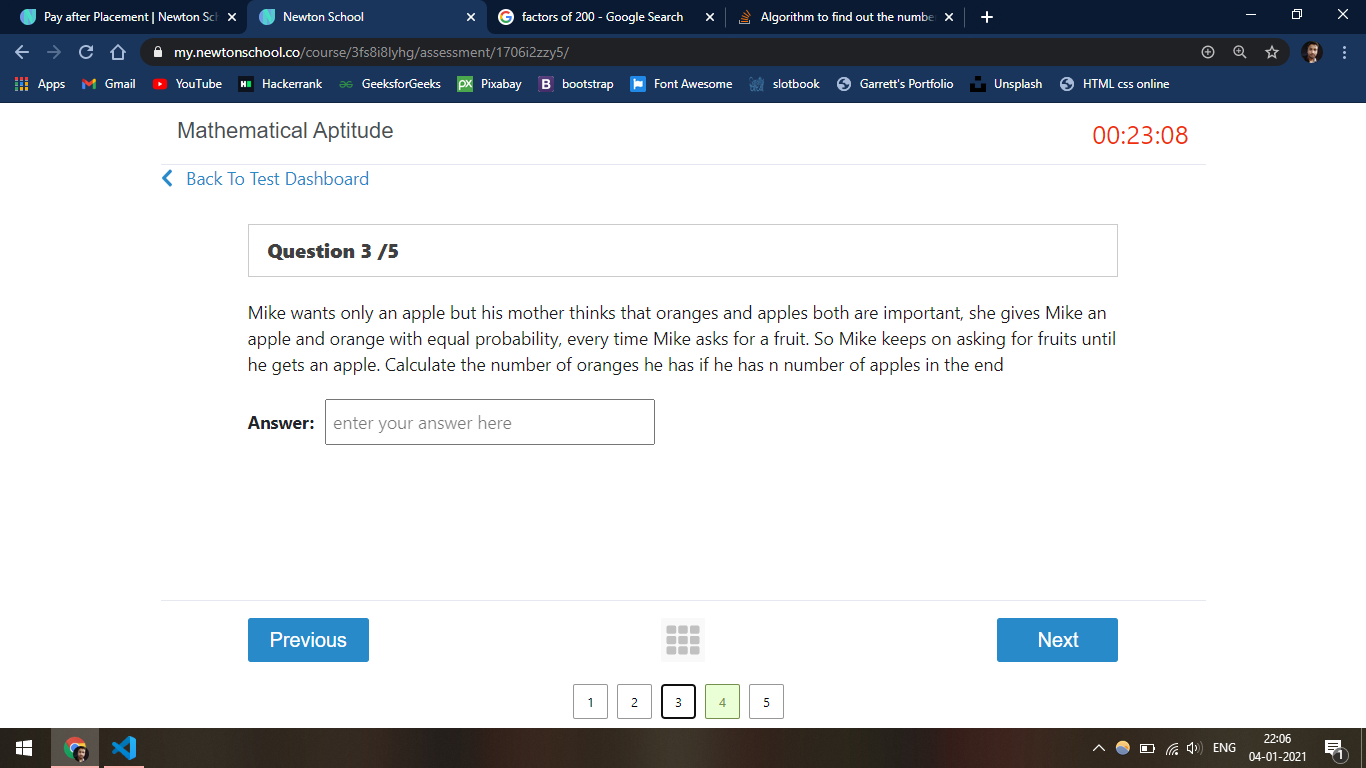 Pay after Placement | Newton Sch
Newton School
factors of 200 - Google Search
Algorithm to find out the numbe
my.newtonschool.co/course/3fs8i8lyhg/assessment/1706i2zzy5/
Apps Gmail YouTube Hackerrank GeeksforGeeks Pixabay bootstrap Font Awesome slotbook Garrett's Portfolio Unsplash HTML css online
Mathematical Aptitude
00:23:08
Back To Test Dashboard
Question 3 /5
Mike wants only an apple but his mother thinks that oranges and apples both are important, she gives Mike an
apple and orange with equal probability, every time Mike asks for a fruit. So Mike keeps on asking for fruits until
he gets an apple. Calculate the number of oranges he has if he has n number of apples in the end
Answer: enter your answer here
Previous
Next
1 2 3 4 5
ENG
22:06
04-01-2021
1